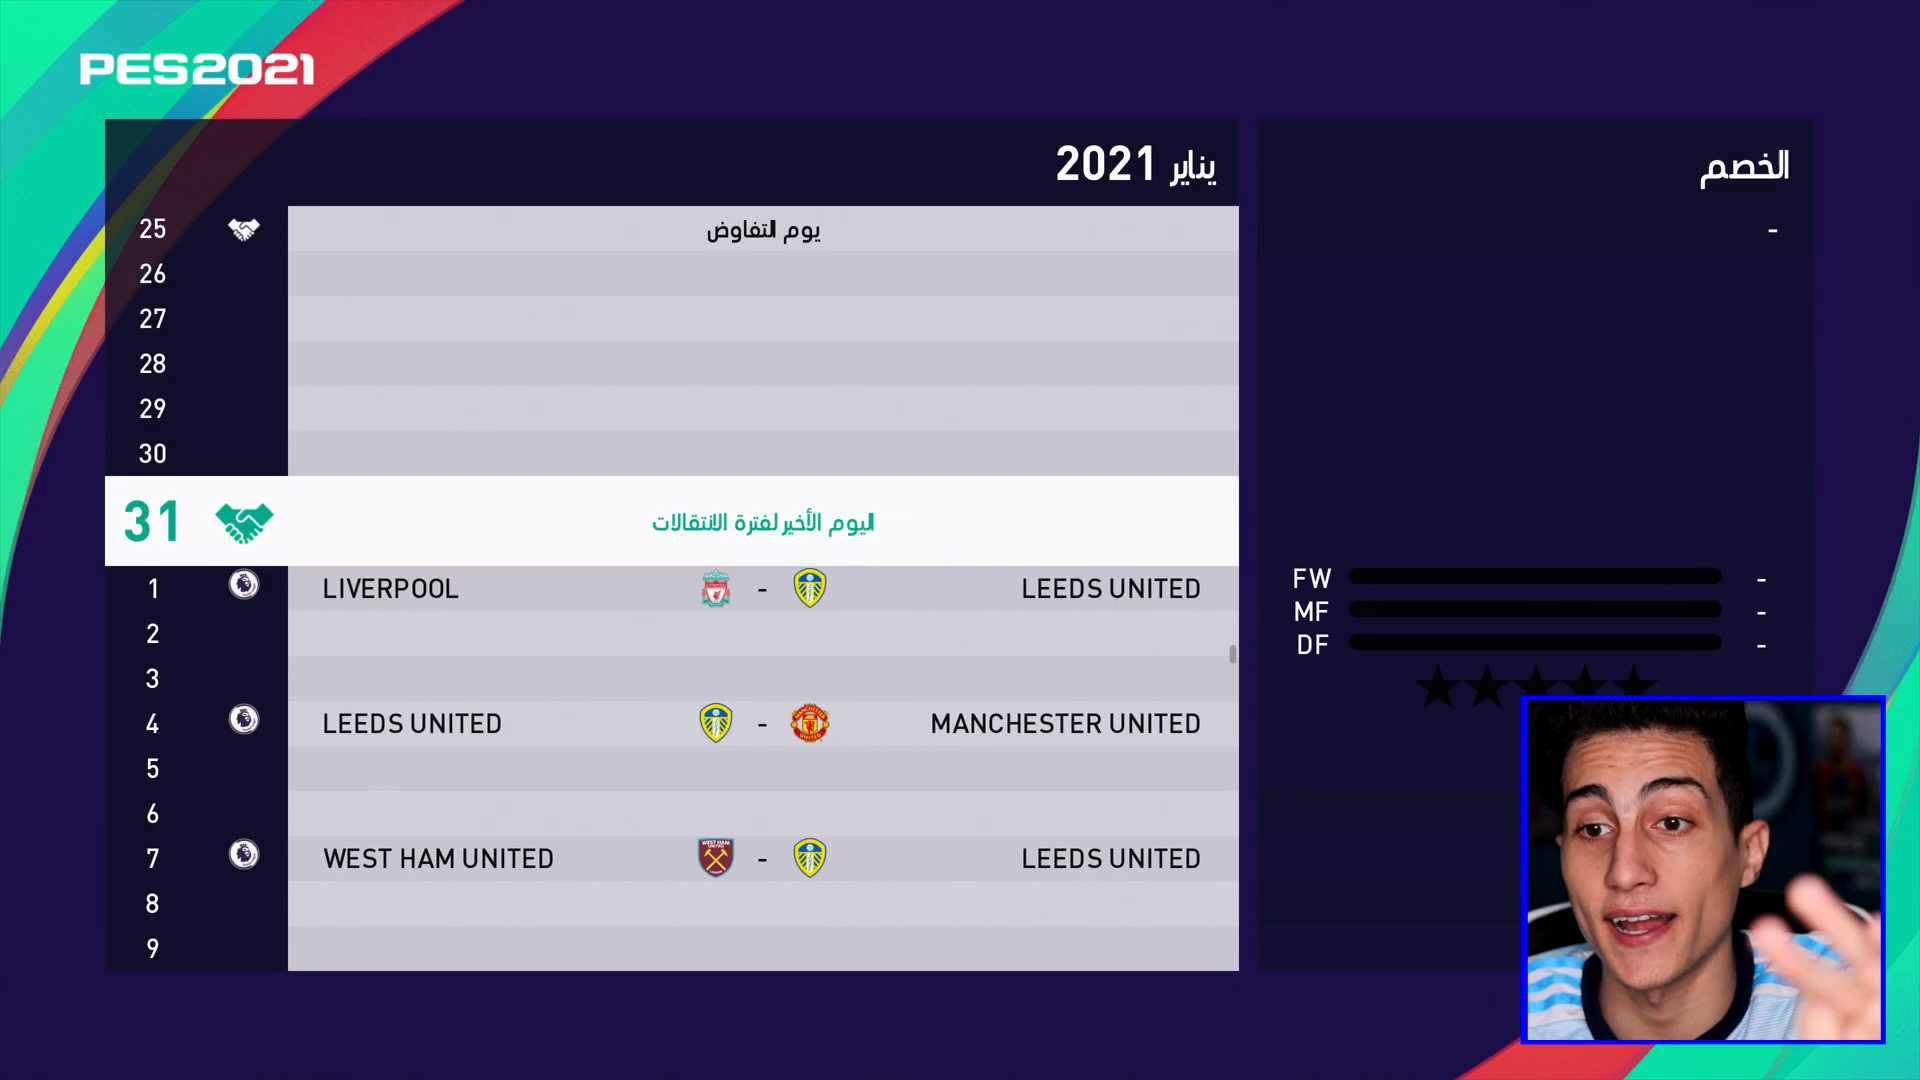 PES2021
يناير 2021
الخصم
25 يوم التفاوض
-
26
27
28
29
30
31 اليوم الأخير لفترة الانتقالات
1 LIVERPOOL - LEEDS UNITED
2
3
4 LEEDS UNITED - MANCHESTER UNITED
5
6
7 WEST HAM UNITED - LEEDS UNITED
8
9
FW -
MF -
DF -